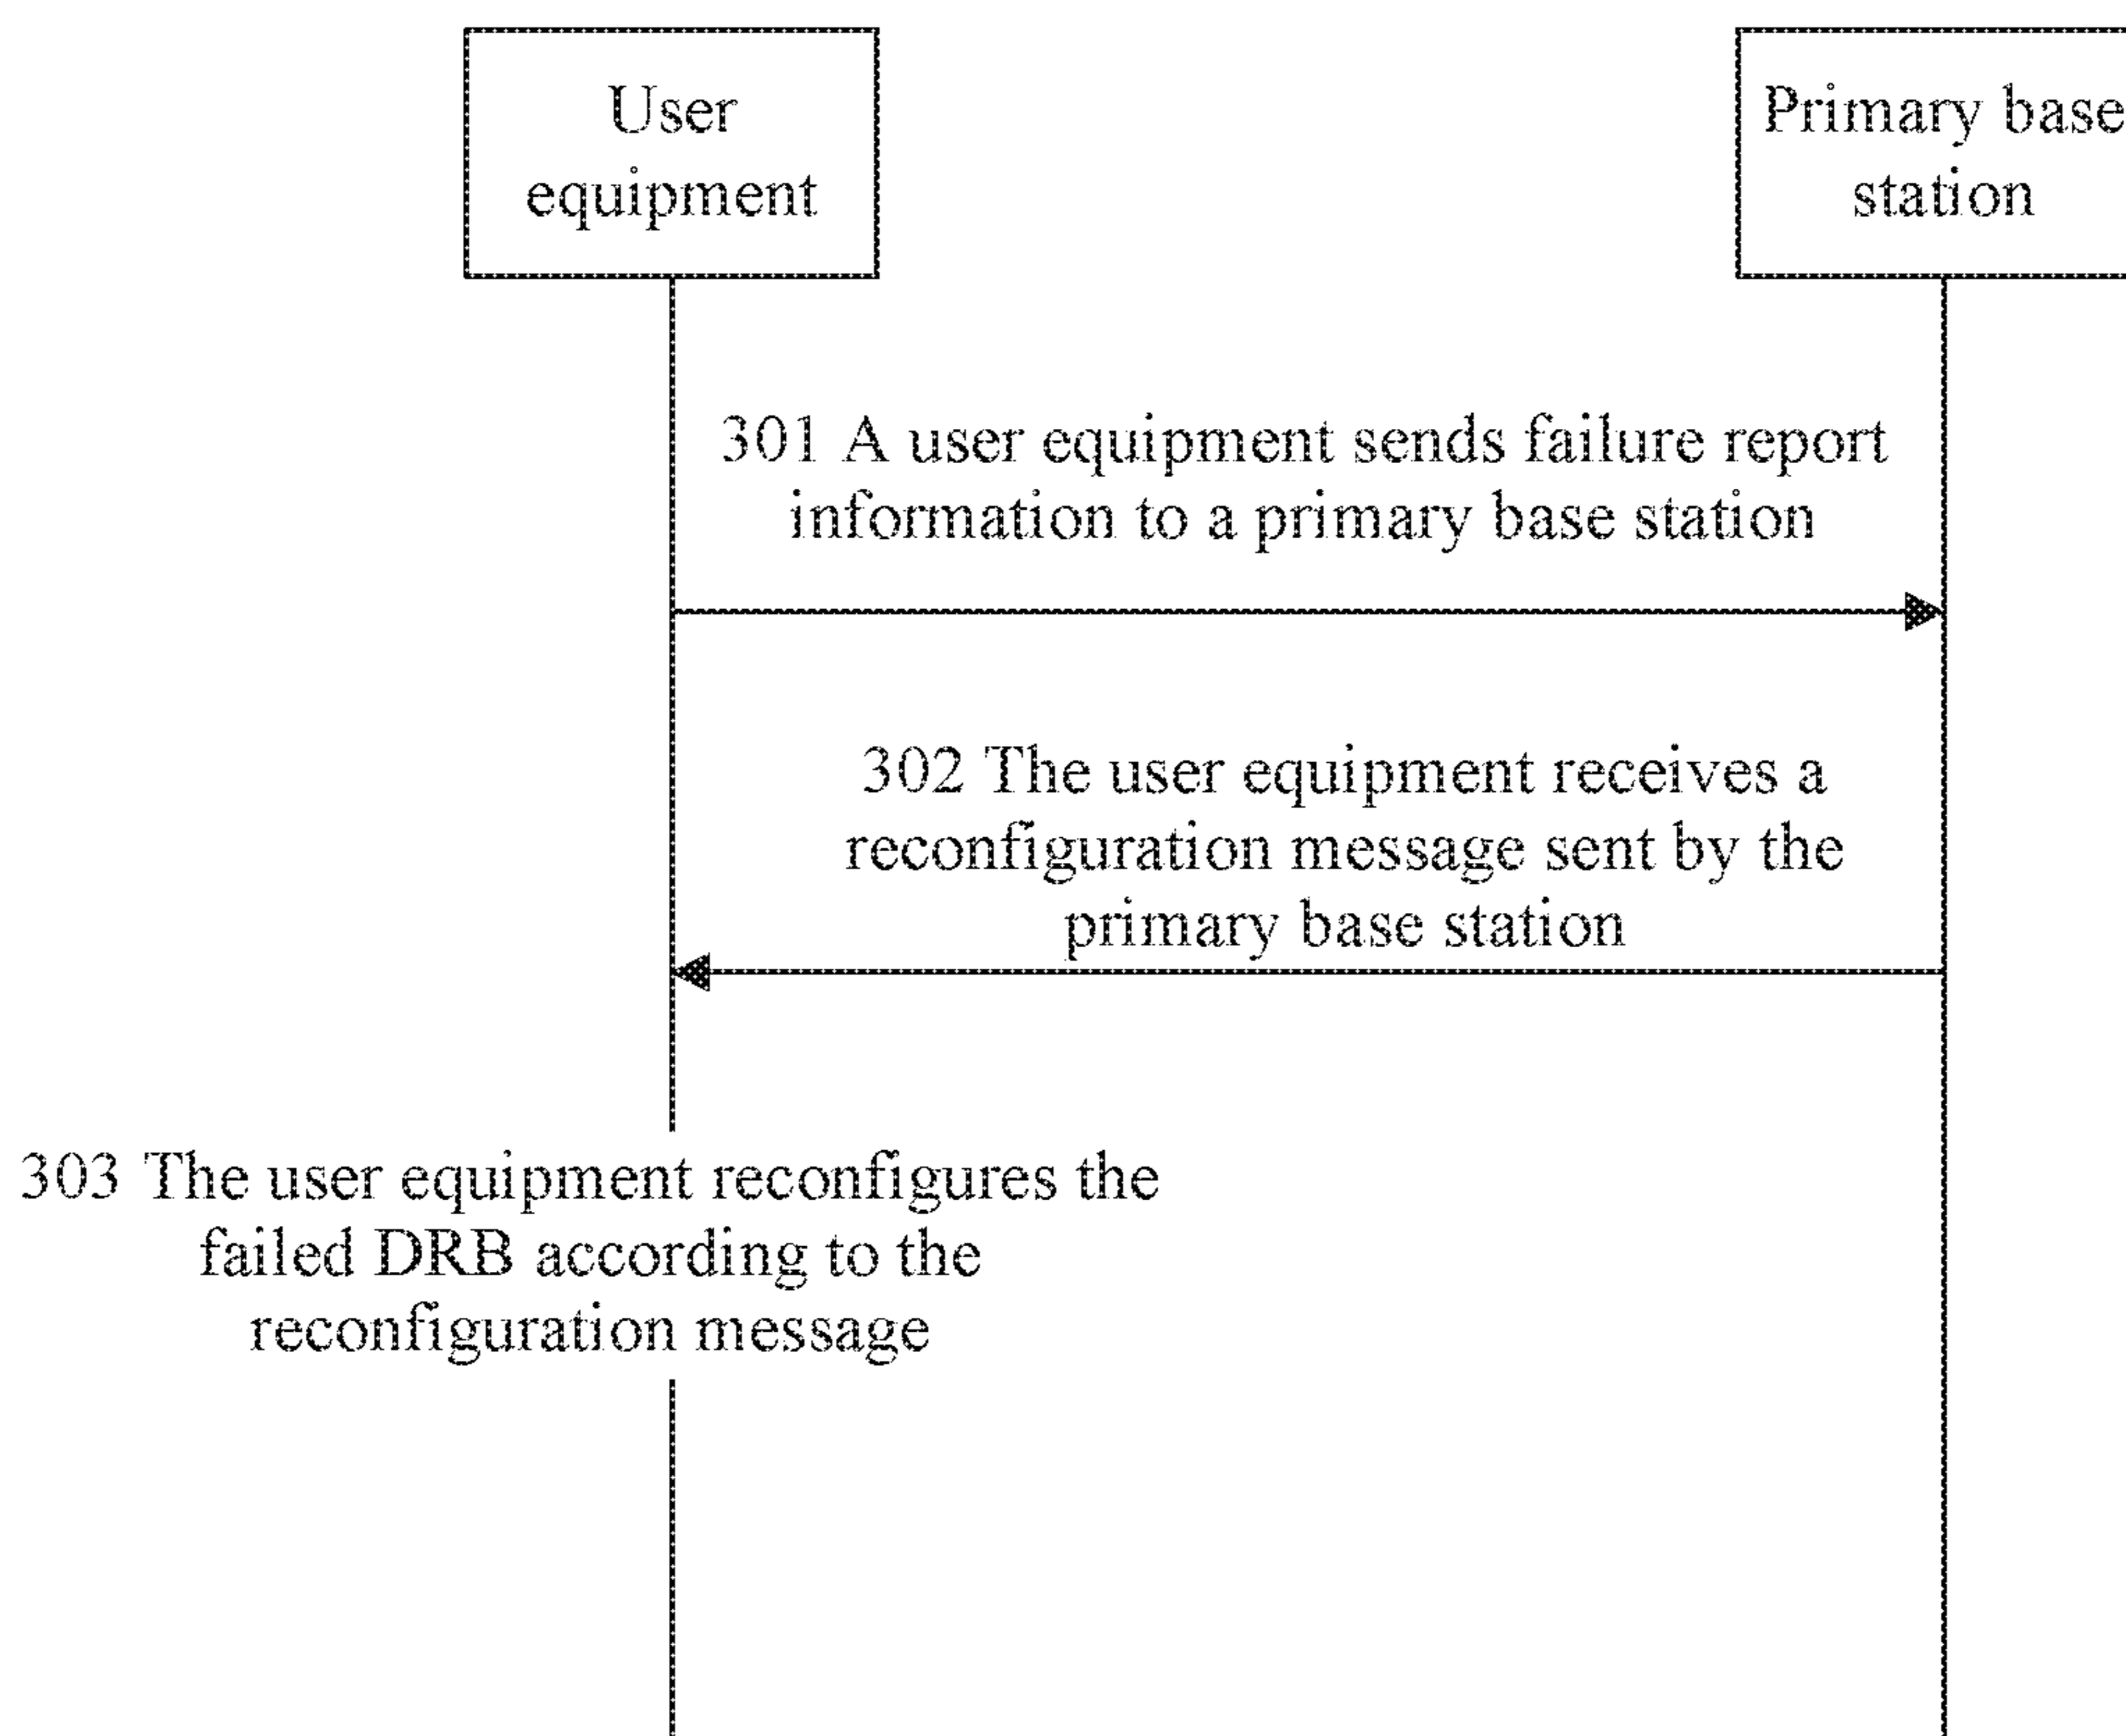 User
equipment
Primary base
station
301 A user equipment sends failure report
information to a primary base station
302 The user equipment receives a
reconfiguration message sent by the
primary base station
303 The user equipment reconfigures the
failed DRB according to the
reconfiguration message